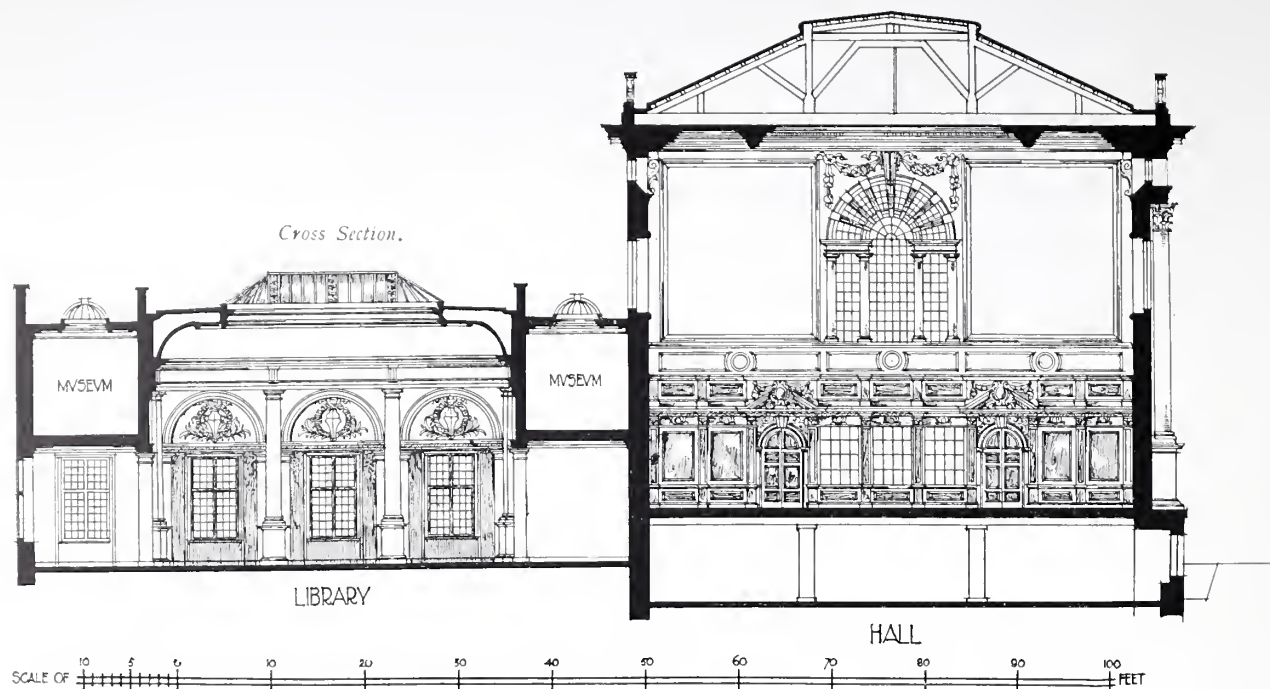 Cross Section.
MVSEVM
MVSEVM
LIBRARY
HALL
SCALE OF 10 5 0 10 20 30 40 50 60 70 80 90 100 FEET